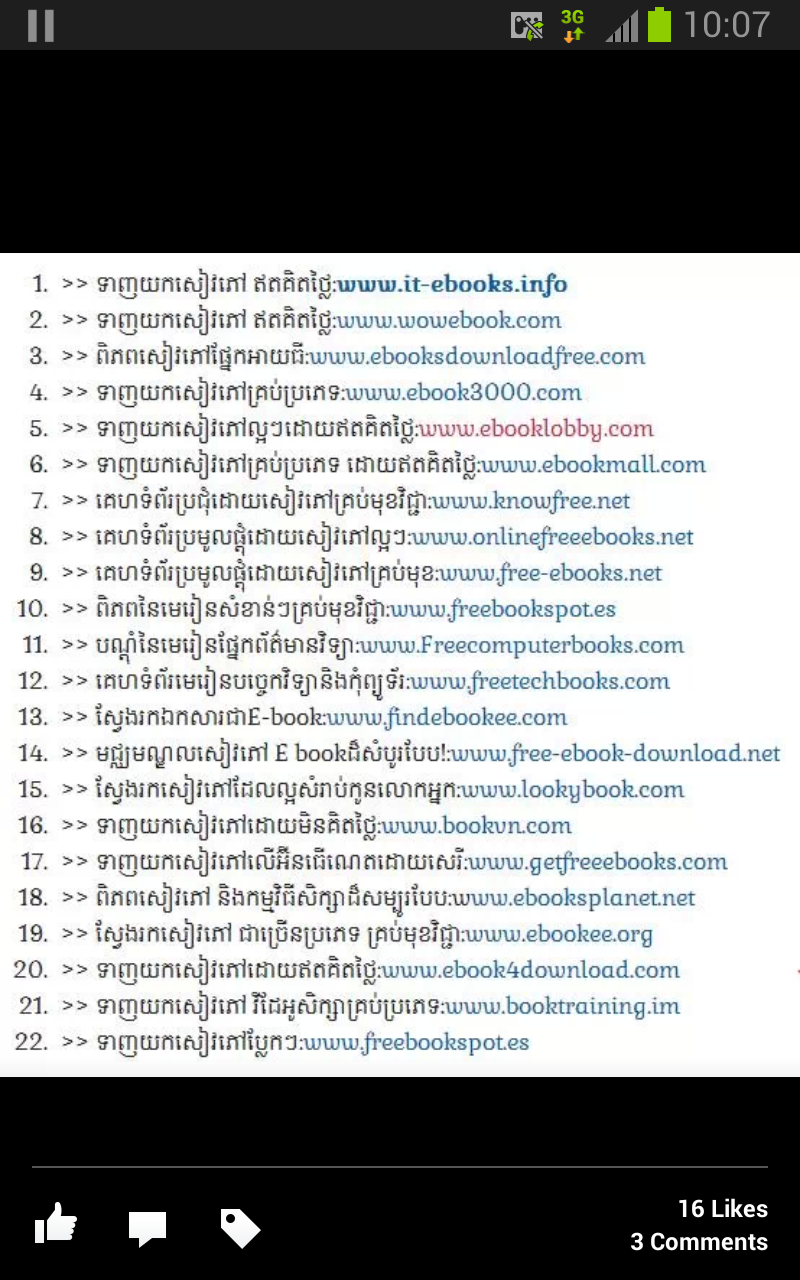 3G 10:07
1. >> ទាញយកសៀវភៅ ឥតគិតថ្លៃ:www.it-ebooks.info
2. >> ទាញយកសៀវភៅ ឥតគិតថ្លៃ:www.wowebook.com
3. >> ពិភពសៀវភៅផ្នែកអាយធី:www.ebooksdownloadfree.com
4. >> ទាញយកសៀវភៅគ្រប់ប្រភេទ:www.ebook3000.com
5. >> ទាញយកសៀវភៅល្អៗដោយឥតគិតថ្លៃ:www.ebooklobby.com
6. >> ទាញយកសៀវភៅគ្រប់ប្រភេទ ដោយឥតគិតថ្លៃ:www.ebookmall.com
7. >> គេហទំព័រប្រជុំដោយសៀវភៅគ្រប់មុខវិជ្ជា:www.knowfree.net
8. >> គេហទំព័រប្រមូលផ្តុំដោយសៀវភៅល្អៗ:www.onlinefreeebooks.net
9. >> គេហទំព័រប្រមូលផ្តុំដោយសៀវភៅគ្រប់មុខ:www.free-ebooks.net
10. >> ពិភពនៃមេរៀនសំខាន់ៗគ្រប់មុខវិជ្ជា:www.freebookspot.es
11. >> បណ្តុំនៃមេរៀនផ្នែកព័ត៌មានវិទ្យា:www.Freecomputerbooks.com
12. >> គេហទំព័រមេរៀនបច្ចេកវិទ្យានិងកុំព្យូទ័រ:www.freetechbooks.com
13. >> ស្វែងរកឯកសារជាE-book:www.findebookee.com
14. >> មជ្ឈមណ្ឌលសៀវភៅ E bookដ៏សំបូរបែប!:www.free-ebook-download.net
15. >> ស្វែងរកសៀវភៅដែលល្អសំរាប់កូនលោកអ្នក:www.lookybook.com
16. >> ទាញយកសៀវភៅដោយមិនគិតថ្លៃ:www.bookvn.com
17. >> ទាញយកសៀវភៅលើអ៊ីនធើណេតដោយសេរី:www.getfreeebooks.com
18. >> ពិភពសៀវភៅ និងកម្មវិធីសិក្សាដ៏សម្បូរបែប:www.ebooksplanet.net
19. >> ស្វែងរកសៀវភៅ ជាច្រើនប្រភេទ គ្រប់មុខវិជ្ជា:www.ebookee.org
20. >> ទាញយកសៀវភៅដោយឥតគិតថ្លៃ:www.ebook4download.com
21. >> ទាញយកសៀវភៅ វីដែអូសិក្សាគ្រប់ប្រភេទ:www.booktraining.im
22. >> ទាញយកសៀវភៅប្លែកៗ:www.freebookspot.es
16 Likes
3 Comments